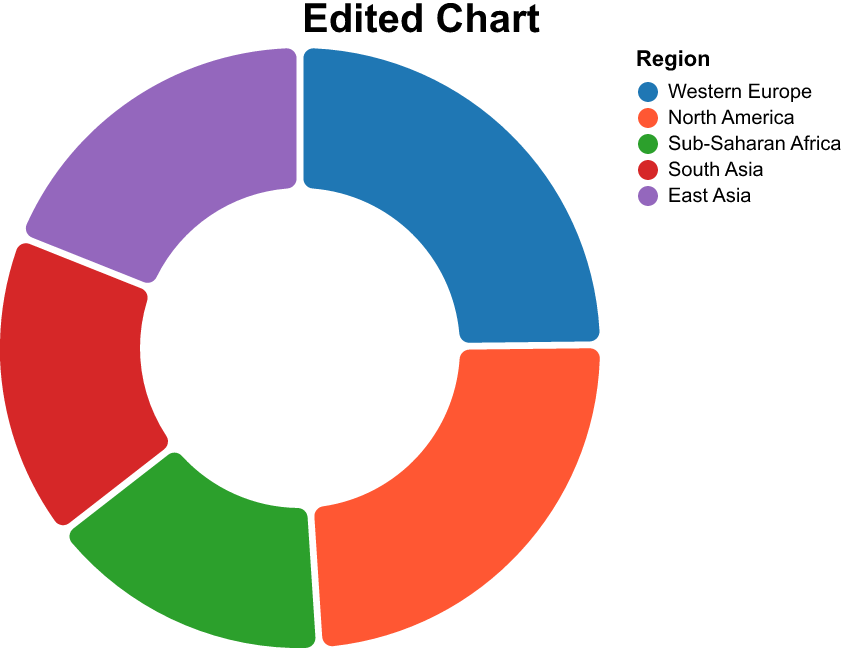 Edited Chart
Region
Western Europe
North America
Sub-Saharan Africa
South Asia
East Asia